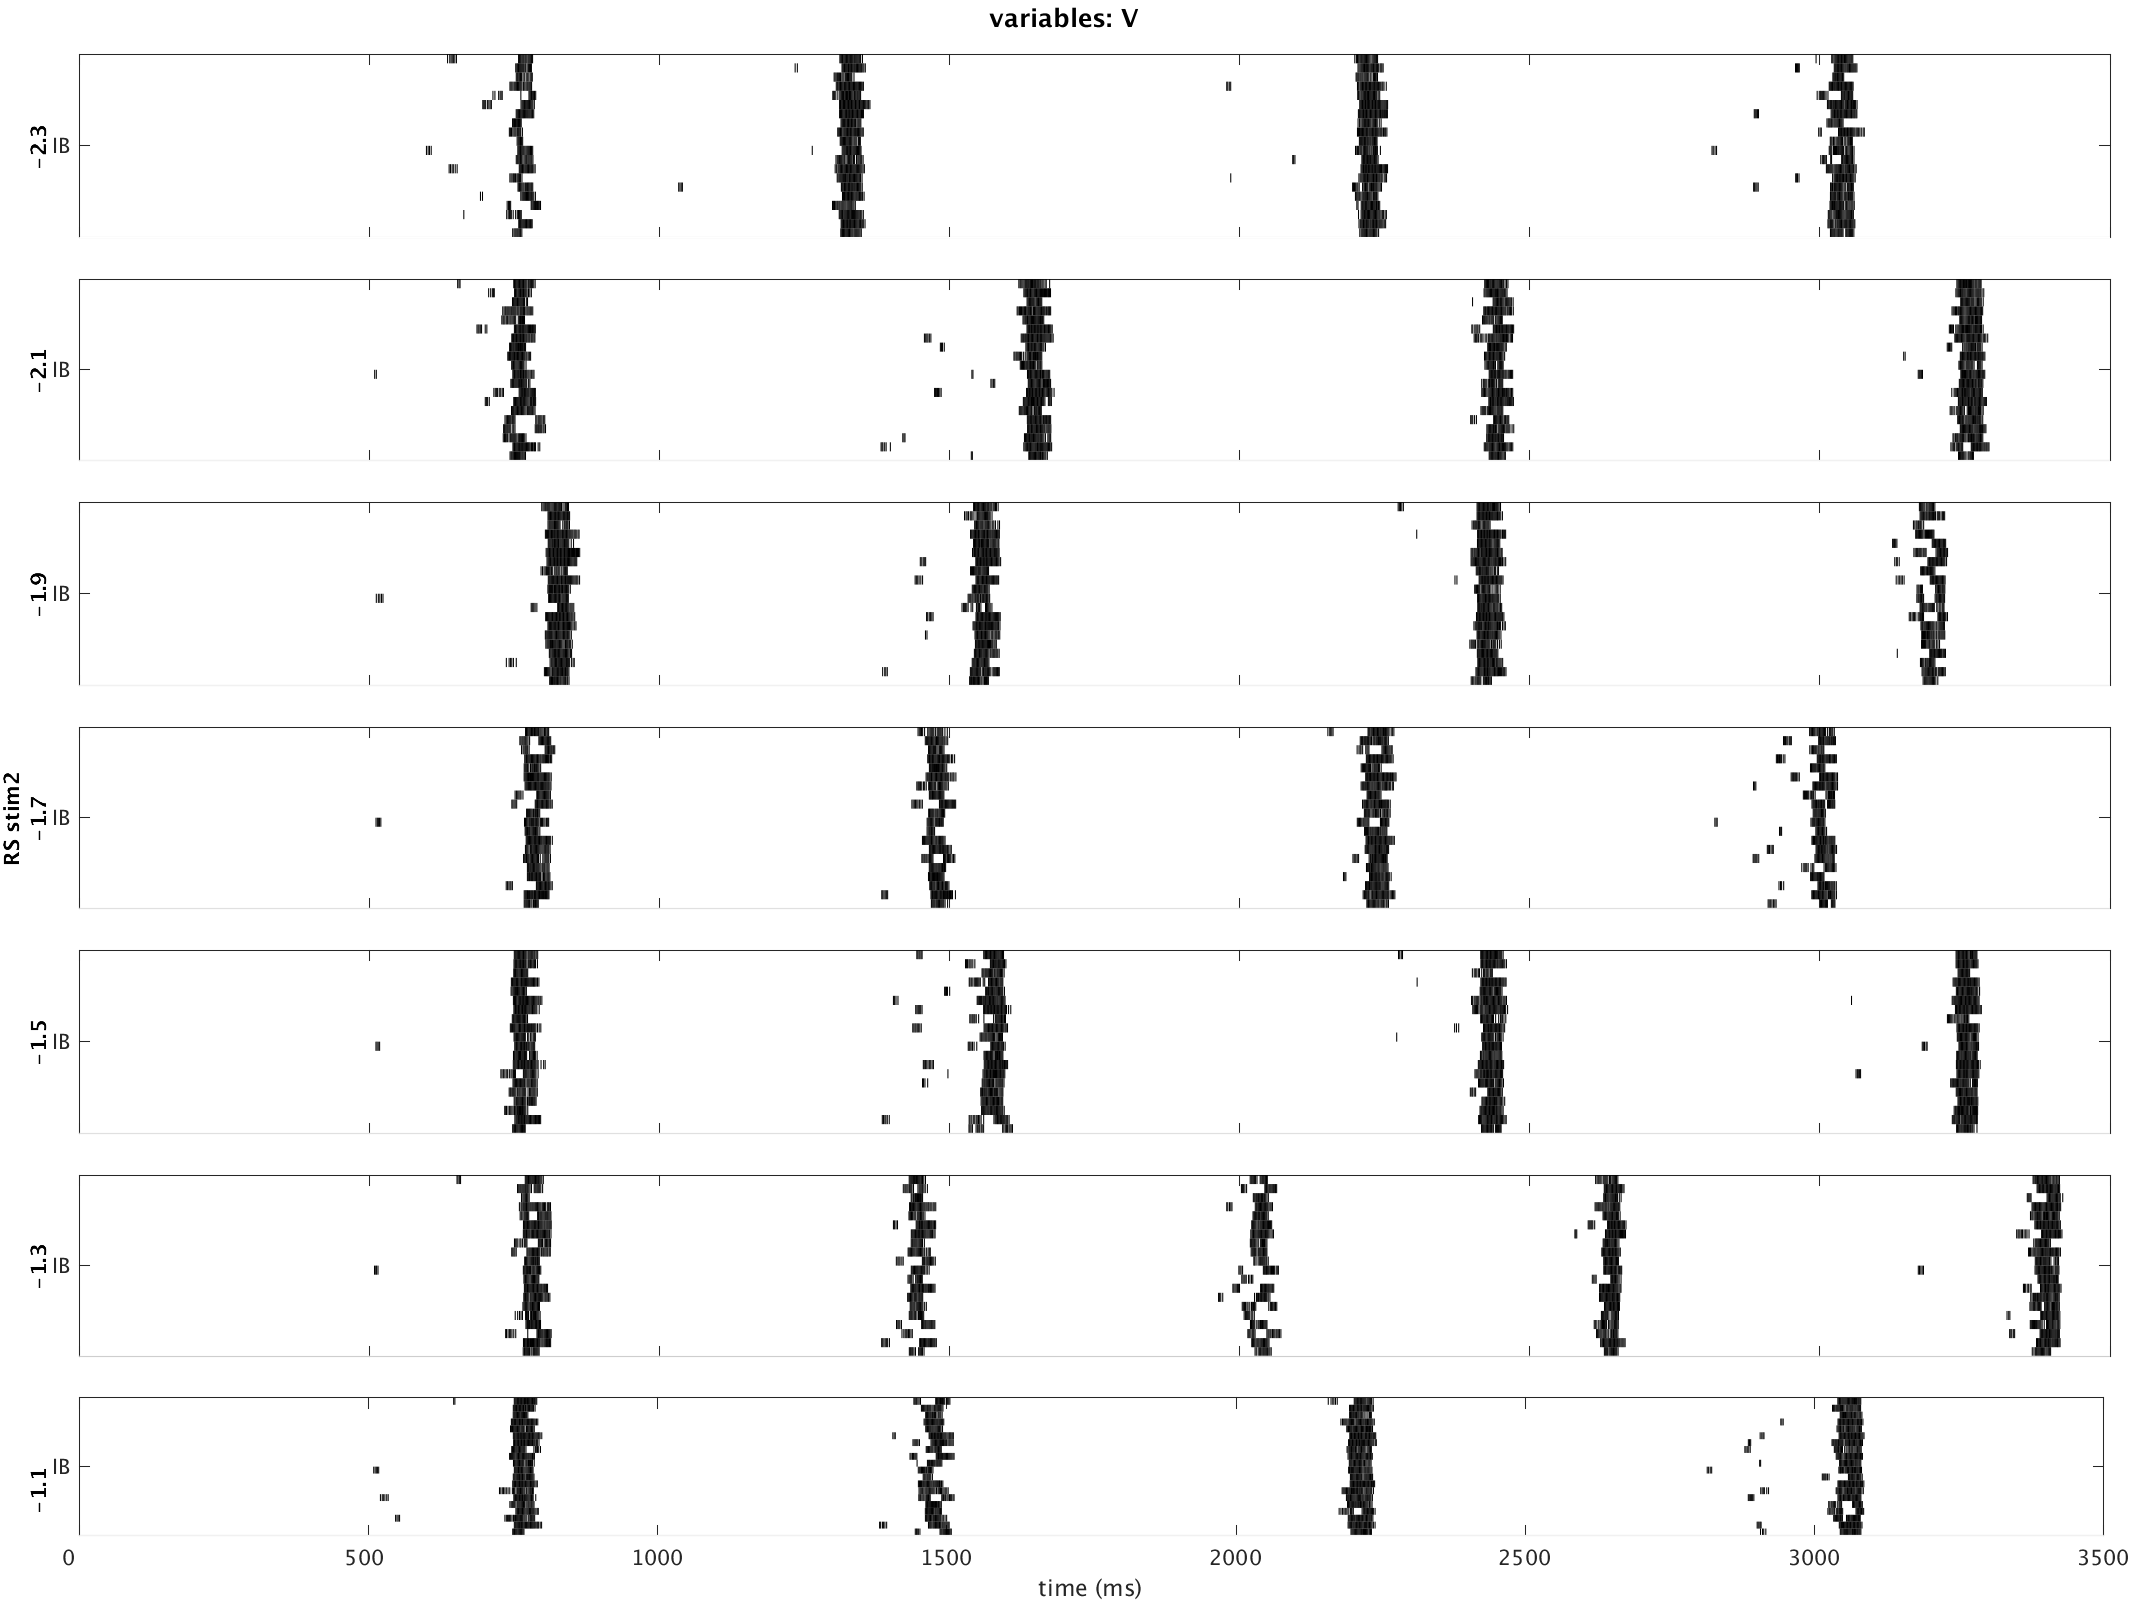 variables: V
RS stim2
-2.3 IB
-2.1 IB
-1.9 IB
-1.7 IB
-1.5 IB
-1.3 IB
-1.1 IB
0 500 1000 1500 2000 2500 3000 3500
time (ms)